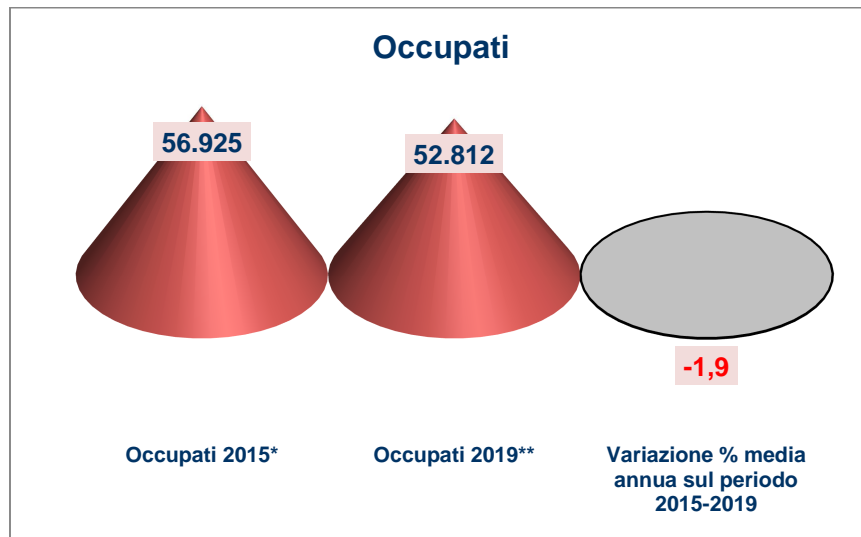 Occupati
56.925
52.812
-1,9
Occupati 2015*
Occupati 2019**
Variazione % media
annua sul periodo
2015-2019